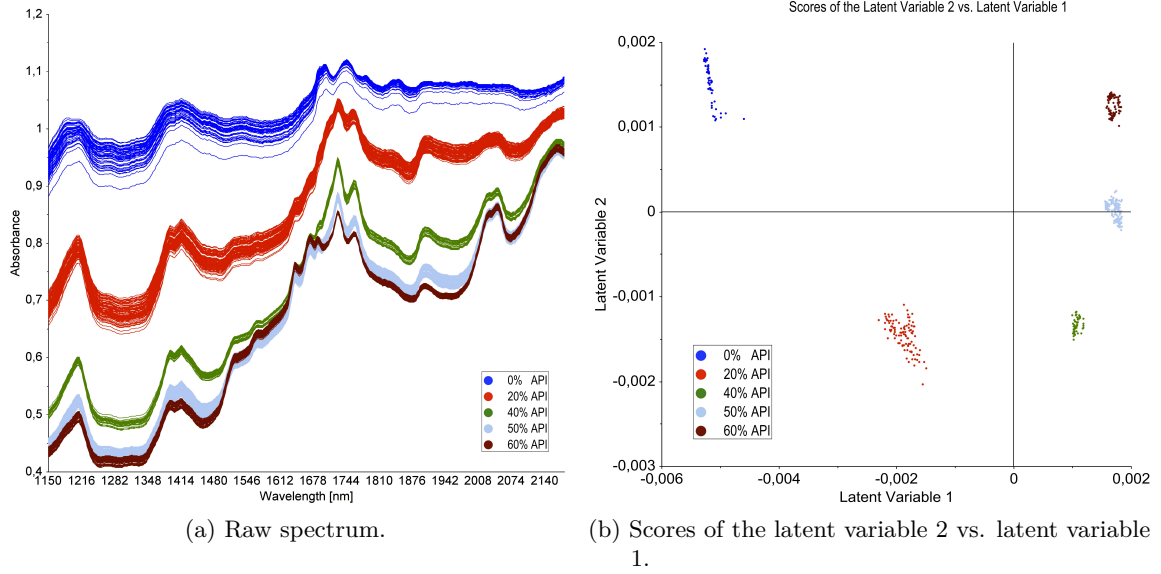 1,2
1,1
1
0,9
0,8
0,7
0,6
0,5
0,4
Absorbance
1150 1216 1282 1348 1414 1480 1546 1612 1678 1744 1810 1876 1942 2008 2074 2140
Wavelength [nm]
0% API
20% API
40% API
50% API
60% API
(a) Raw spectrum.
Scores of the Latent Variable 2 vs. Latent Variable 1
0,002
0,001
0
-0,001
-0,002
-0,003
Latent Variable 2
-0,006 -0,004 -0,002 0 0,002
Latent Variable 1
0% API
20% API
40% API
50% API
60% API
(b) Scores of the latent variable 2 vs. latent variable
1.